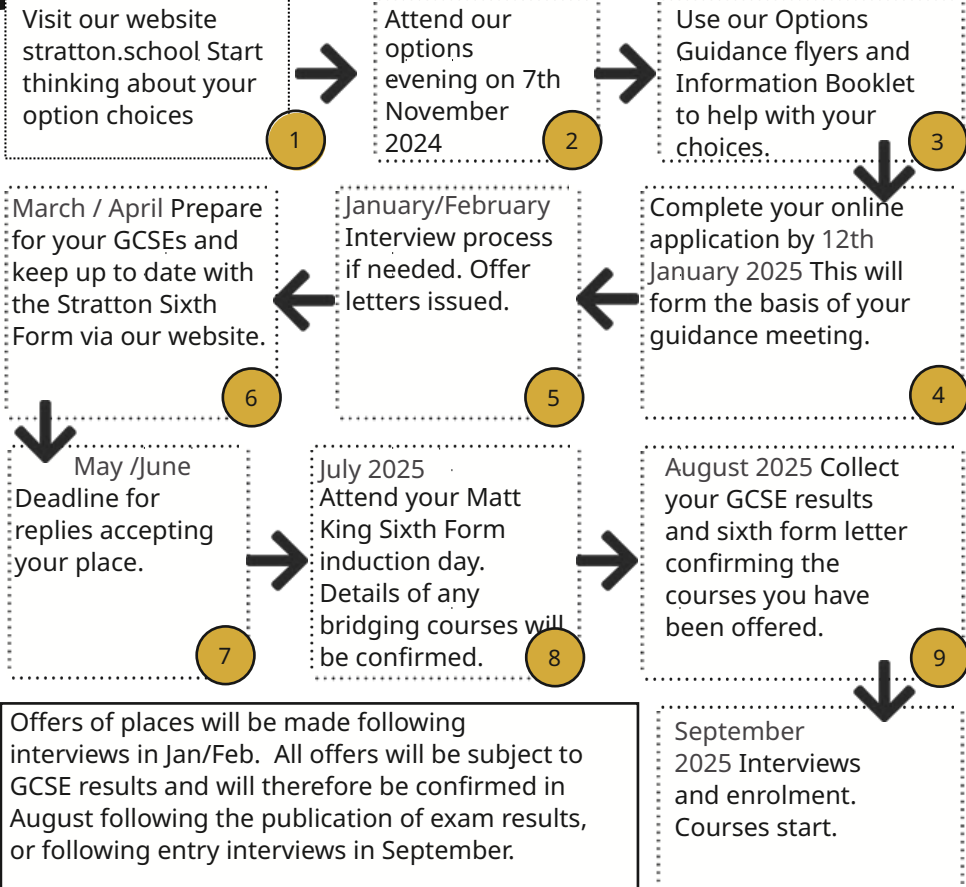 Visit our website
stratton.school Start
thinking about your
option choices
1
Attend our
options
evening on 7th
November
2024
2
Use our Options
Guidance flyers and
Information Booklet
to help with your
choices.
3
Complete your online
application by 12th
January 2025 This will
form the basis of your
guidance meeting.
4
January/February
Interview process
if needed. Offer
letters issued.
5
March / April Prepare
for your GCSEs and
keep up to date with
the Stratton Sixth
Form via our website.
6
May /June
Deadline for
replies accepting
your place.
7
July 2025
Attend your Matt
King Sixth Form
induction day.
Details of any
bridging courses will
be confirmed.
8
August 2025 Collect
your GCSE results
and sixth form letter
confirming the
courses you have
been offered.
9
September
2025 Interviews
and enrolment.
Courses start.
Offers of places will be made following
interviews in Jan/Feb.  All offers will be subject to
GCSE results and will therefore be confirmed in
August following the publication of exam results,
or following entry interviews in September.